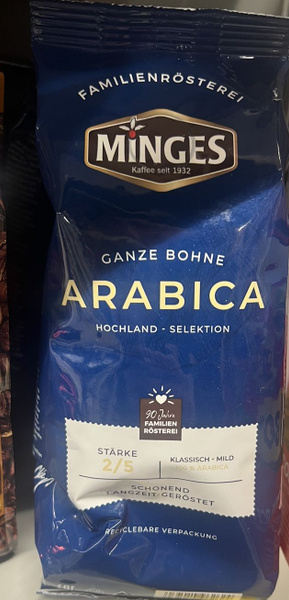 FAMILIENRÖSTEREI
MINGES
Kaffee seit 1932
GANZE BOHNE
ARABICA
HOCHLAND - SELEKTION
90 Jahre
FAMILIEN
RÖSTEREI
STÄRKE
2/5
KLASSISCH - MILD
% ARABICA
SCHONEND
LANGZEIT-GERÖSTET
RECYCLEBARE VERPACKUNG